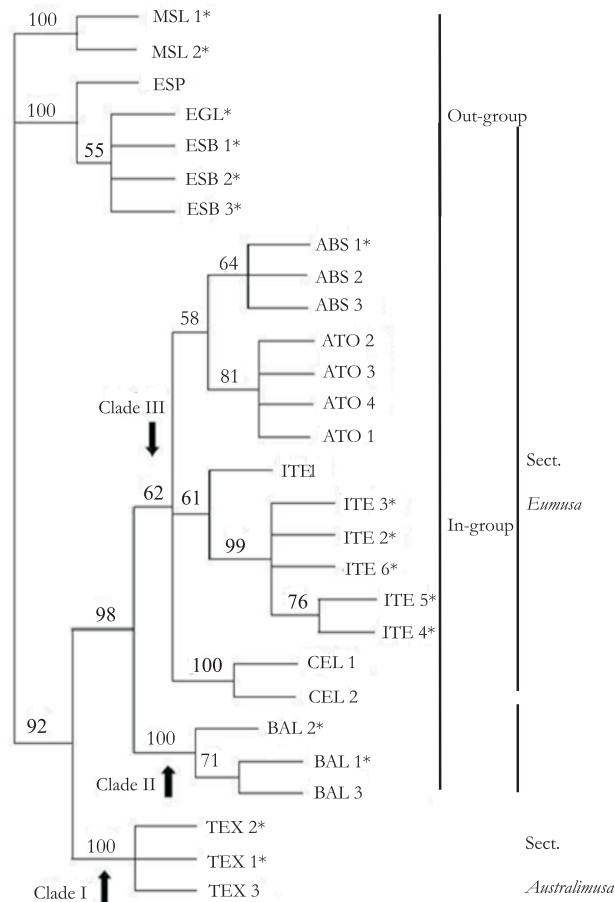 100
MSL 1*
MSL 2*
ESP
100
EGL*
Out-group
55
ESB 1*
ESB 2*
ESB 3*
ABS 1*
64
ABS 2
ABS 3
58
ATO 2
81
ATO 3
ATO 4
Clade III
ATO 1
Sect.
ITE1
62
61
ITE 3*
Eumusa
In-group
99
ITE 2*
ITE 6*
76
ITE 5*
98
ITE 4*
100
CEL 1
CEL 2
92
BAL 2*
100
71
BAL 1*
Clade II
BAL 3
TEX 2*
100
Sect.
TEX 1*
Clade I
TEX 3
Australimusa